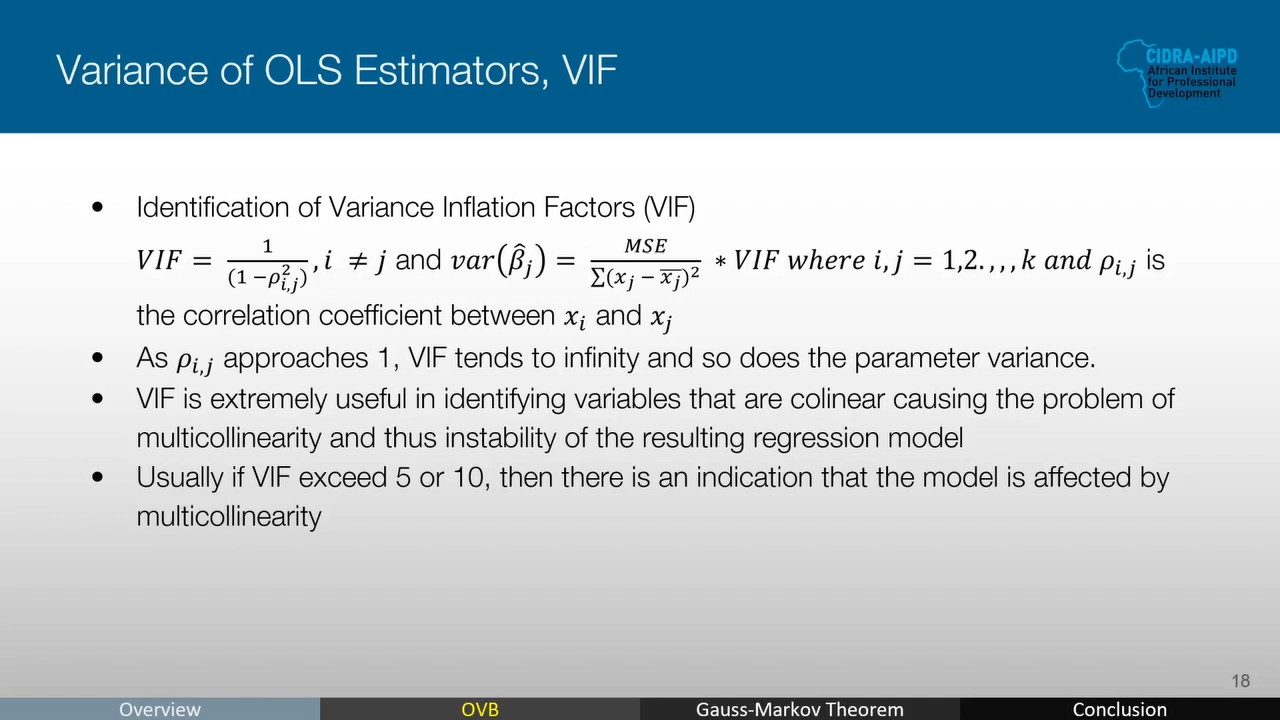 Variance of OLS Estimators, VIF
CIDRA-AIPD
African Institute
for Professional
Development
• Identification of Variance Inflation Factors (VIF)
VIF = 1/(1 −ρ²ᵢ,ⱼ) , i ≠ j and var(β̂ⱼ) = MSE/∑(xⱼ − x̅ⱼ)² ∗ VIF where i, j = 1,2. , , , k and ρᵢ,ⱼ is
the correlation coefficient between xᵢ and xⱼ
• As ρᵢ,ⱼ approaches 1, VIF tends to infinity and so does the parameter variance.
• VIF is extremely useful in identifying variables that are colinear causing the problem of
multicollinearity and thus instability of the resulting regression model
• Usually if VIF exceed 5 or 10, then there is an indication that the model is affected by
multicollinearity
18
Overview OVB Gauss-Markov Theorem Conclusion